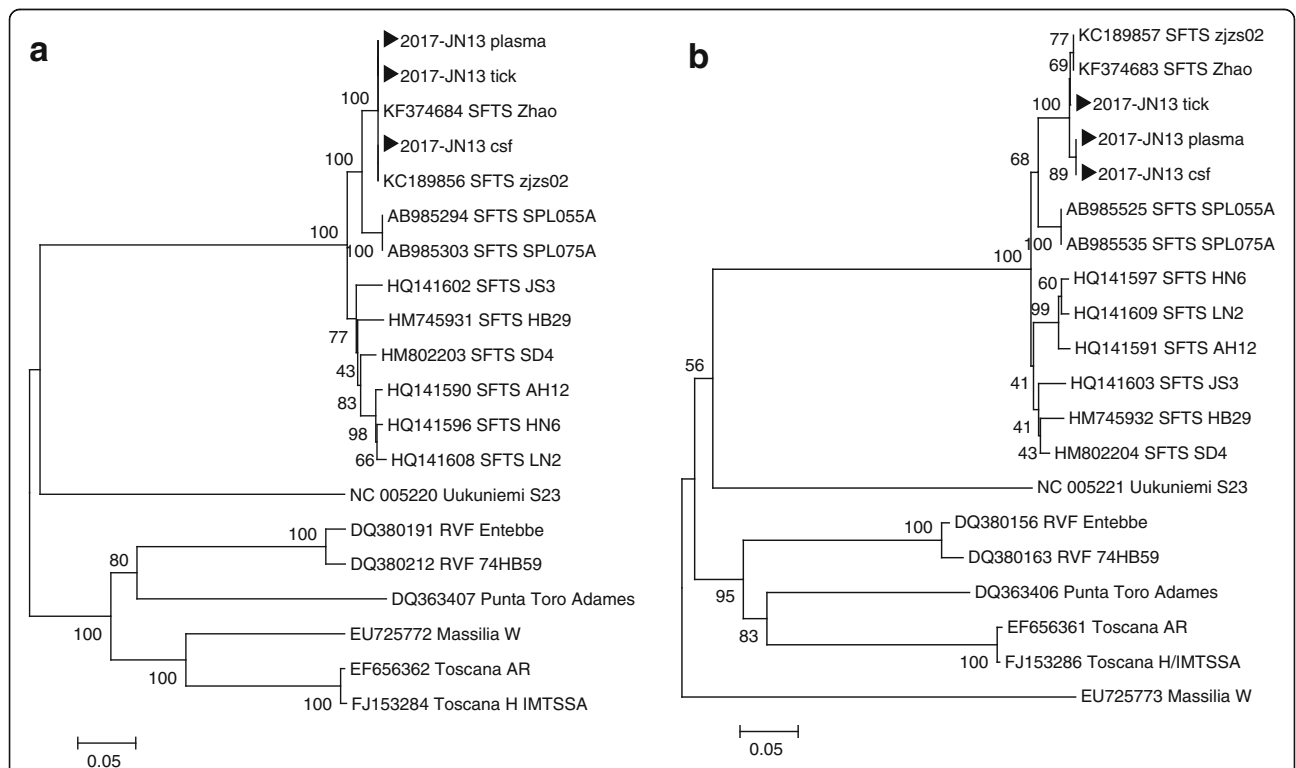 a
2017-JN13 plasma
2017-JN13 tick
100
KF374684 SFTS Zhao
2017-JN13 csf
100
KC189856 SFTS zjzs02
AB985294 SFTS SPL055A
100
100
AB985303 SFTS SPL075A
HQ141602 SFTS JS3
HM745931 SFTS HB29
77
HM802203 SFTS SD4
43
HQ141590 SFTS AH12
83
HQ141596 SFTS HN6
98
66
HQ141608 SFTS LN2
NC 005220 Uukuniemi S23
100
DQ380191 RVF Entebbe
80
DQ380212 RVF 74HB59
DQ363407 Punta Toro Adames
100
EU725772 Massilia W
EF656362 Toscana AR
100
100
FJ153284 Toscana H IMTSSA
0.05
b
77
KC189857 SFTS zjzs02
69
KF374683 SFTS Zhao
100
2017-JN13 tick
2017-JN13 plasma
68
89
2017-JN13 csf
AB985525 SFTS SPL055A
100
AB985535 SFTS SPL075A
100
60
HQ141597 SFTS HN6
99
HQ141609 SFTS LN2
HQ141591 SFTS AH12
56
41
HQ141603 SFTS JS3
HM745932 SFTS HB29
41
43
HM802204 SFTS SD4
NC 005221 Uukuniemi S23
100
DQ380156 RVF Entebbe
DQ380163 RVF 74HB59
95
DQ363406 Punta Toro Adames
83
EF656361 Toscana AR
100
FJ153286 Toscana H/IMTSSA
EU725773 Massilia W
0.05